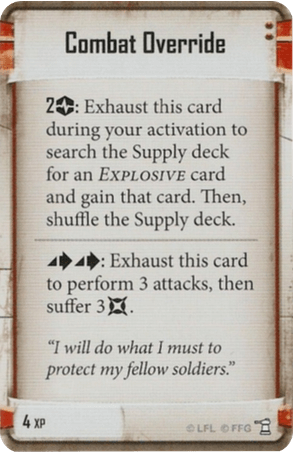 Combat Override
2: Exhaust this card
during your activation to
search the Supply deck
for an EXPLOSIVE card
and gain that card. Then,
shuffle the Supply deck.
: Exhaust this card
to perform 3 attacks, then
suffer 3.
“I will do what I must to
protect my fellow soldiers.”
4 XP
© LFL © FFG